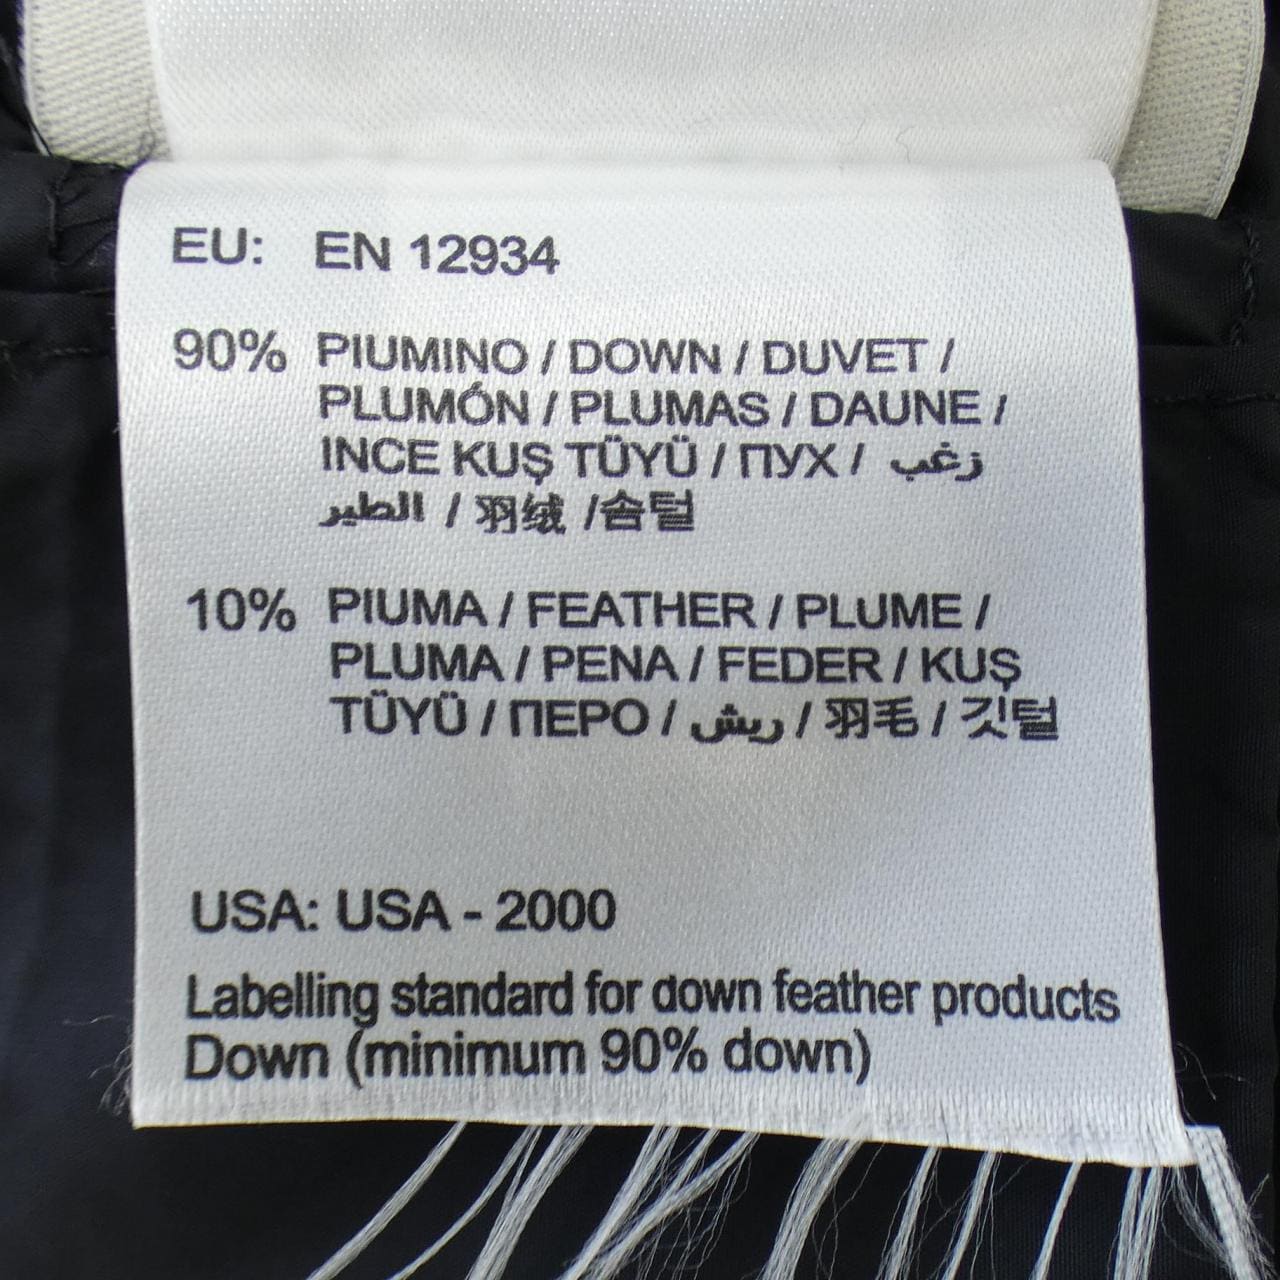 EU: EN 12934
90% PIUMINO / DOWN / DUVET /
PLUMÓN / PLUMAS / DAUNE /
INCE KUŞ TÜYÜ / ПУХ / زغب
الطير / 羽绒 /솜털
10% PIUMA / FEATHER / PLUME /
PLUMA / PENA / FEDER / KUŞ
TÜYÜ / ПЕРО / ريش / 羽毛 / 깃털
USA: USA - 2000
Labelling standard for down feather products
Down (minimum 90% down)